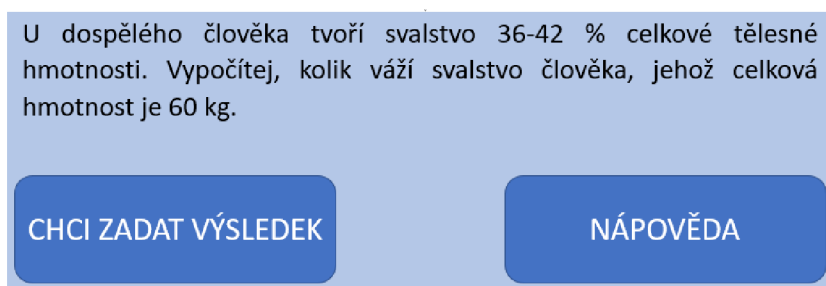 U dospělého člověka tvoří svalstvo 36-42 % celkové tělesné
hmotnosti. Vypočítej, kolik váží svalstvo člověka, jehož celková
hmotnost je 60 kg.
CHCI ZADAT VÝSLEDEK
NÁPOVĚDA